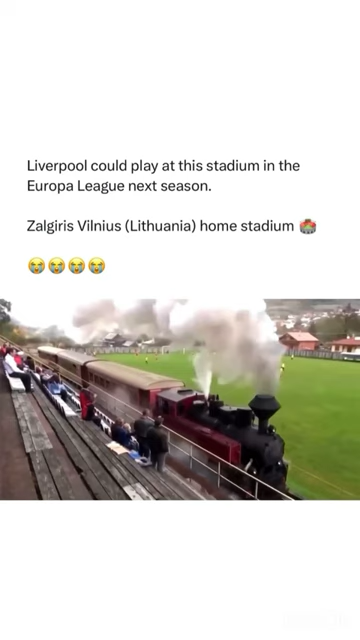 Liverpool could play at this stadium in the
Europa League next season.
Zalgiris Vilnius (Lithuania) home stadium 🏟️
😭😭😭😭